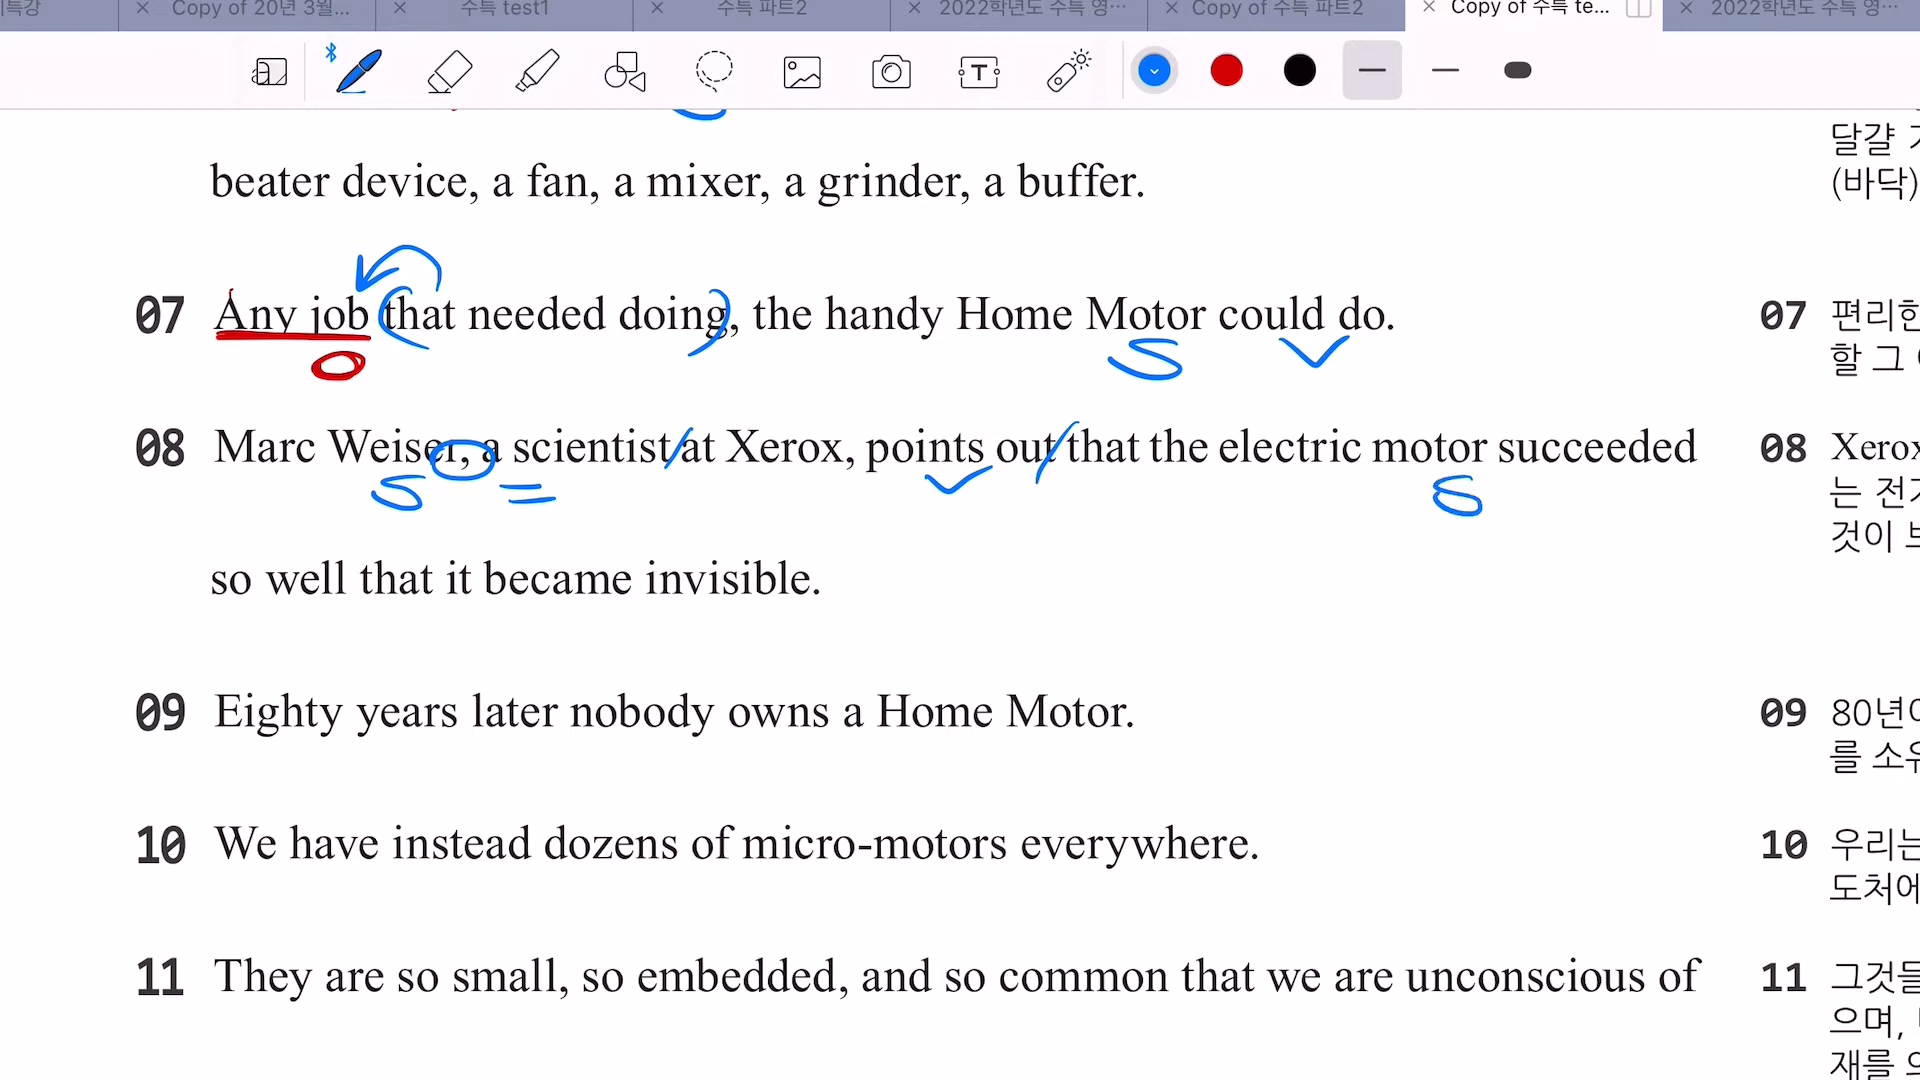 특강
Copy of 20년 3월...
수특 test1
수특 파트2
2022학년도 수특 영...
Copy of 수특 파트2
Copy of 수특 te...
2022학년도 수특 영...
beater device, a fan, a mixer, a grinder, a buffer.
달걀
(바닥)
07 Any job that needed doing, the handy Home Motor could do.
O S
07 편리한
할 그
08 Marc Weiser, a scientist at Xerox, points out that the electric motor succeeded
S S
so well that it became invisible.
08 Xerox
는 전기
것이
09 Eighty years later nobody owns a Home Motor.
09 80년
를 소유
10 We have instead dozens of micro-motors everywhere.
10 우리는
도처에
11 They are so small, so embedded, and so common that we are unconscious of
11 그것들
으며,
재를